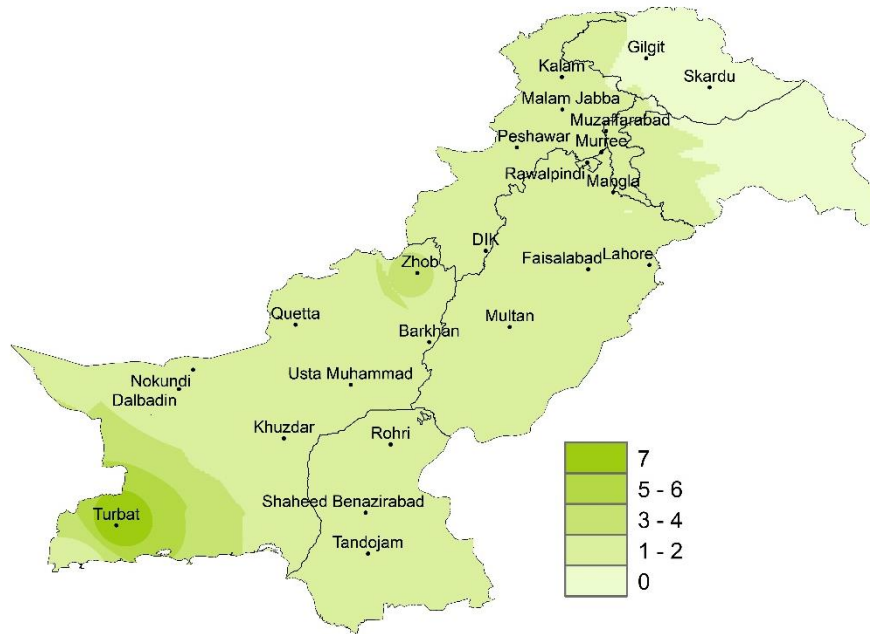 Gilgit
Kalam
Skardu
Malam Jabba
Muzaffarabad
Peshawar
Murree
Rawalpindi
Mangla
DIK
Zhob
Faisalabad
Lahore
Quetta
Multan
Barkhan
Nokundi
Usta Muhammad
Dalbadin
Khuzdar
Rohri
Shaheed Benazirabad
Turbat
Tandojam
7
5 - 6
3 - 4
1 - 2
0